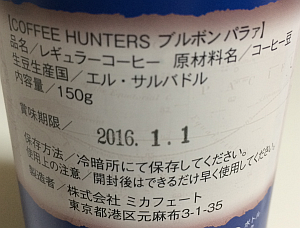 【COFFEE HUNTERS ブルボン パラァ】
品名／レギュラーコーヒー 原材料名／コーヒー豆
生豆生産国／エル・サルバドル
内容量／150g
賞味期限／ 2016.1.1
保存方法／冷暗所にて保存してください。
使用上の注意／開封後はできるだけ早く使用してください。
製造者／株式会社 ミカフェート
東京都港区元麻布3-1-35